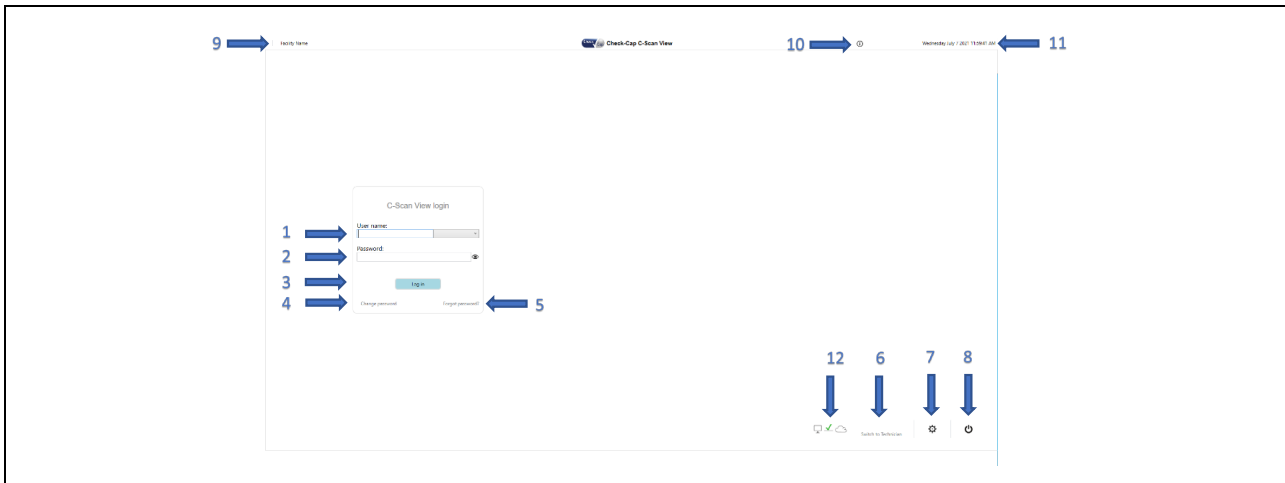 9 Facility Name Check-Cap C-Scan View 10 Wednesday July 7 2021 11:59:41 AM 11
C-Scan View login
User name:
1
Password:
2
3 Log in
4 Change password Forgot password? 5
12 6 7 8
Switch to Technician